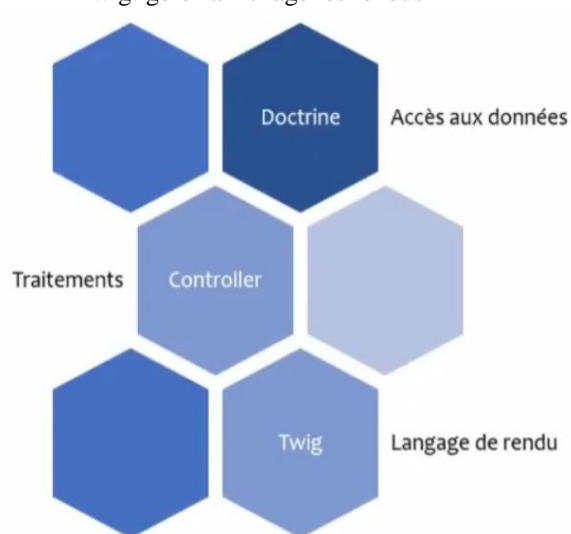 Doctrine Accès aux données
Traitements Controller
Twig Langage de rendu